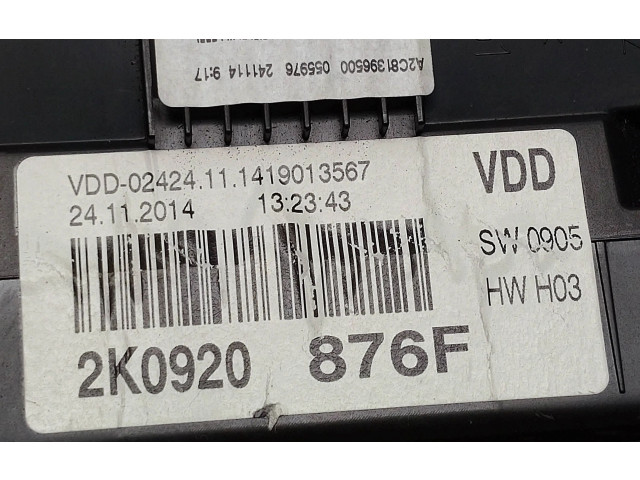 A2C81396500 055976 241114 9:17
VDD-02424.11.1419013567
24.11.2014 13:23:43
VDD
SW 0905
HW H03
2K0920 876F